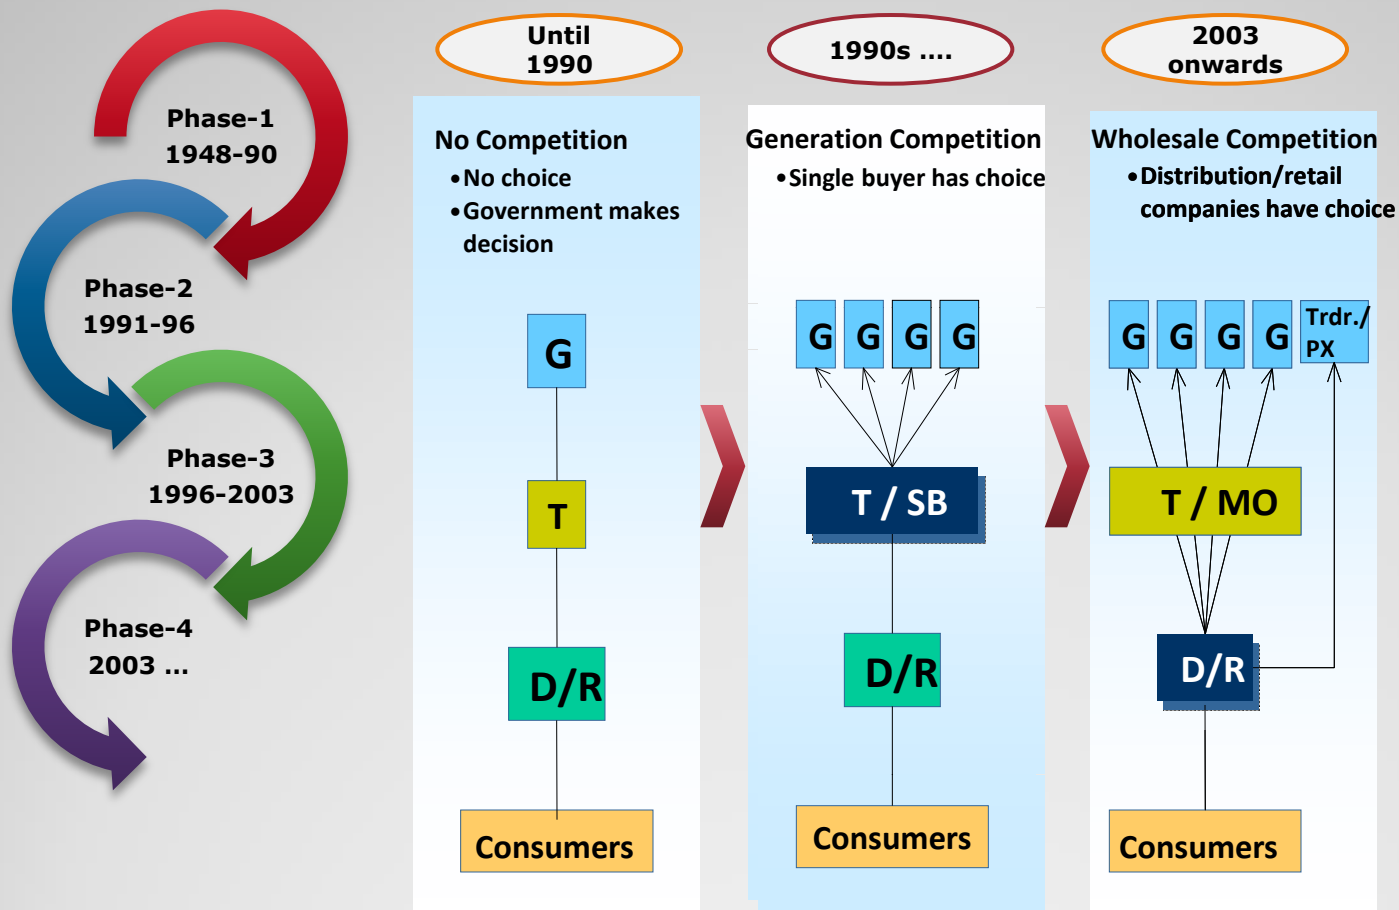 Phase-1
1948-90
Phase-2
1991-96
Phase-3
1996-2003
Phase-4
2003 ...
Until
1990
No Competition
•No choice
•Government makes
decision
G
T
D/R
Consumers
1990s ....
Generation Competition
•Single buyer has choice
G G G G
T / SB
D/R
Consumers
2003
onwards
Wholesale Competition
•Distribution/retail
companies have choice
G G G G
Trdr./
PX
T / MO
D/R
Consumers